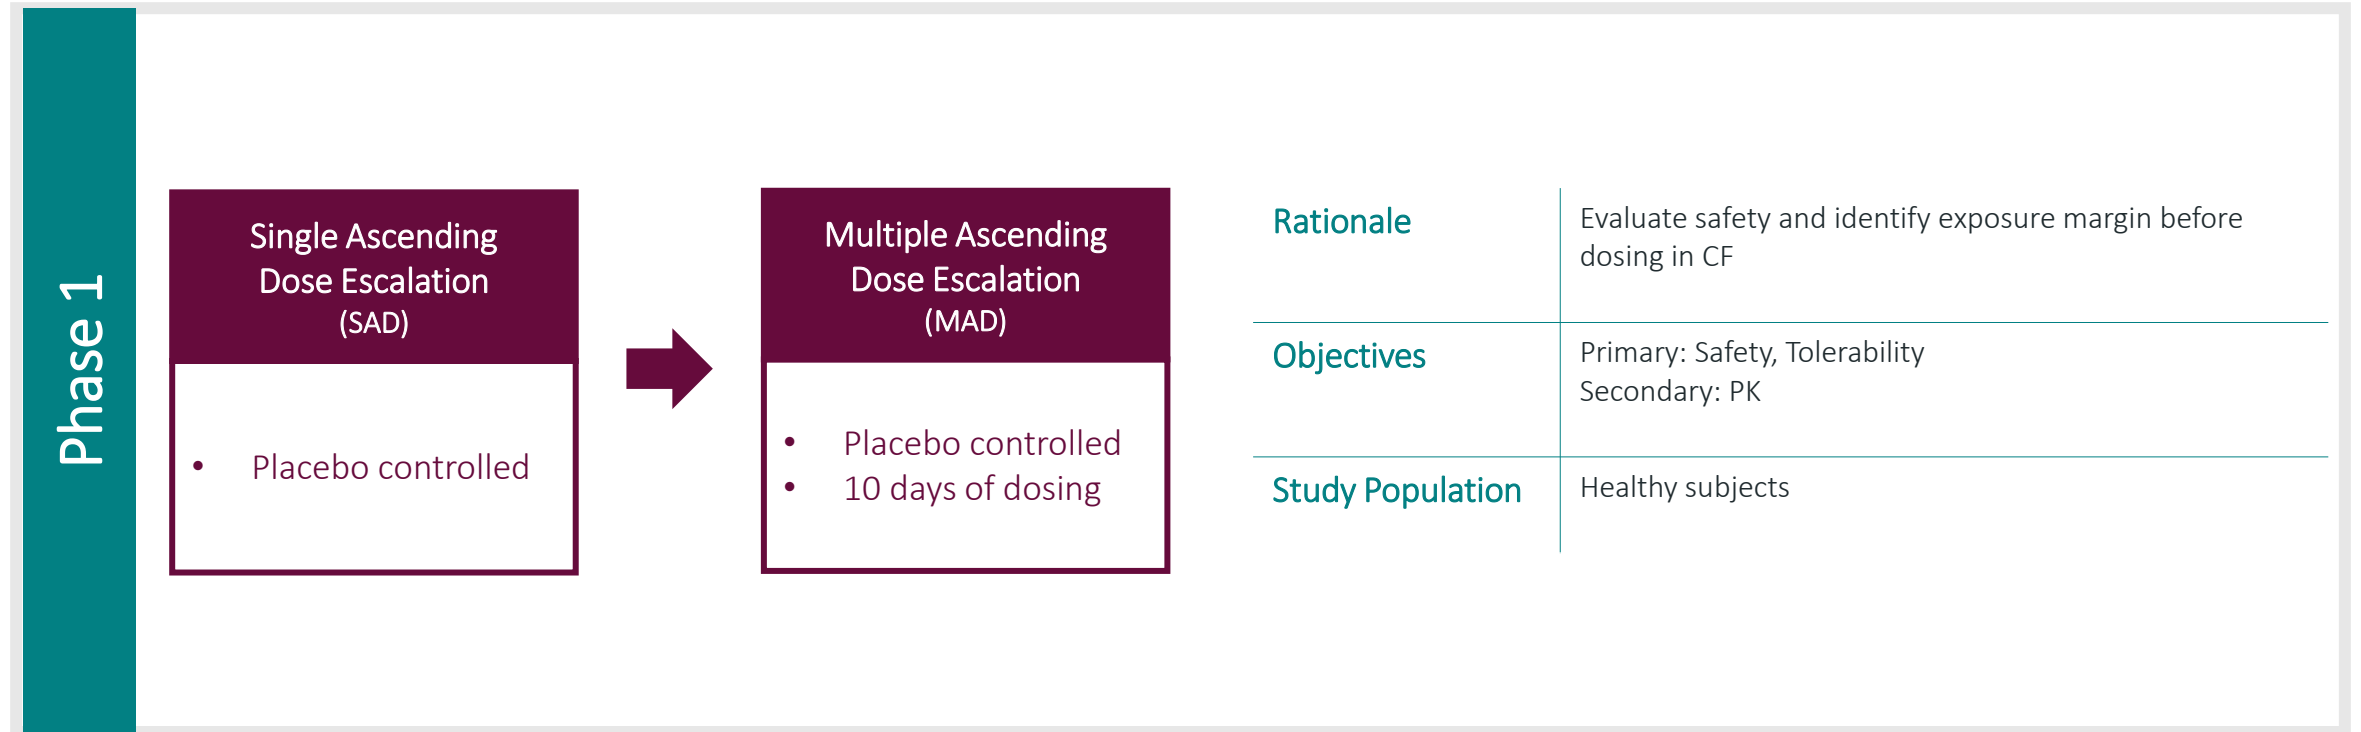 Phase 1
Single Ascending
Dose Escalation
(SAD)
• Placebo controlled
Multiple Ascending
Dose Escalation
(MAD)
• Placebo controlled
• 10 days of dosing
Rationale
Evaluate safety and identify exposure margin before
dosing in CF
Objectives
Primary: Safety, Tolerability
Secondary: PK
Study Population
Healthy subjects